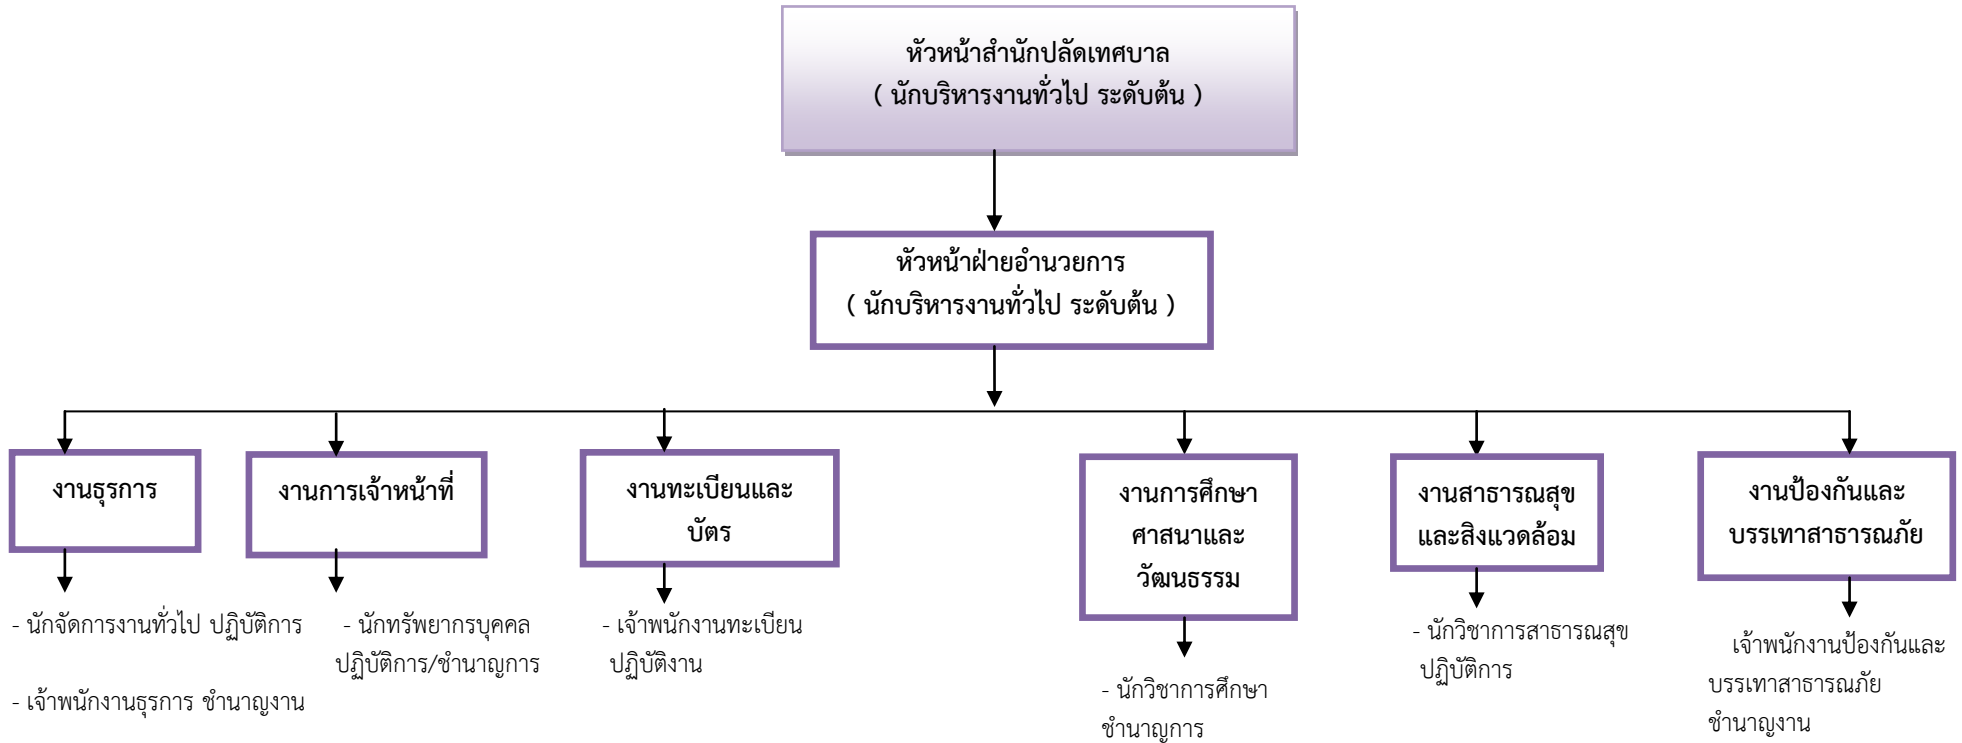 หัวหน้าสำนักปลัดเทศบาล
( นักบริหารงานทั่วไป ระดับต้น )
หัวหน้าฝ่ายอำนวยการ
( นักบริหารงานทั่วไป ระดับต้น )
งานธุรการ
- นักจัดการงานทั่วไป ปฏิบัติการ
- เจ้าพนักงานธุรการ ชำนาญงาน
งานการเจ้าหน้าที่
- นักทรัพยากรบุคคล
ปฏิบัติการ/ชำนาญการ
งานทะเบียนและ
บัตร
- เจ้าพนักงานทะเบียน
ปฏิบัติงาน
งานการศึกษา
ศาสนาและ
วัฒนธรรม
- นักวิชาการศึกษา
ชำนาญการ
งานสาธารณสุข
และสิงแวดล้อม
- นักวิชาการสาธารณสุข
ปฏิบัติการ
งานป้องกันและ
บรรเทาสาธารณภัย
เจ้าพนักงานป้องกันและ
บรรเทาสาธารณภัย
ชำนาญงาน